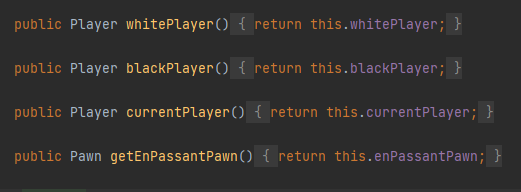 public Player whitePlayer() { return this.whitePlayer; }
public Player blackPlayer() { return this.blackPlayer; }
public Player currentPlayer() { return this.currentPlayer; }
public Pawn getEnPassantPawn() { return this.enPassantPawn; }